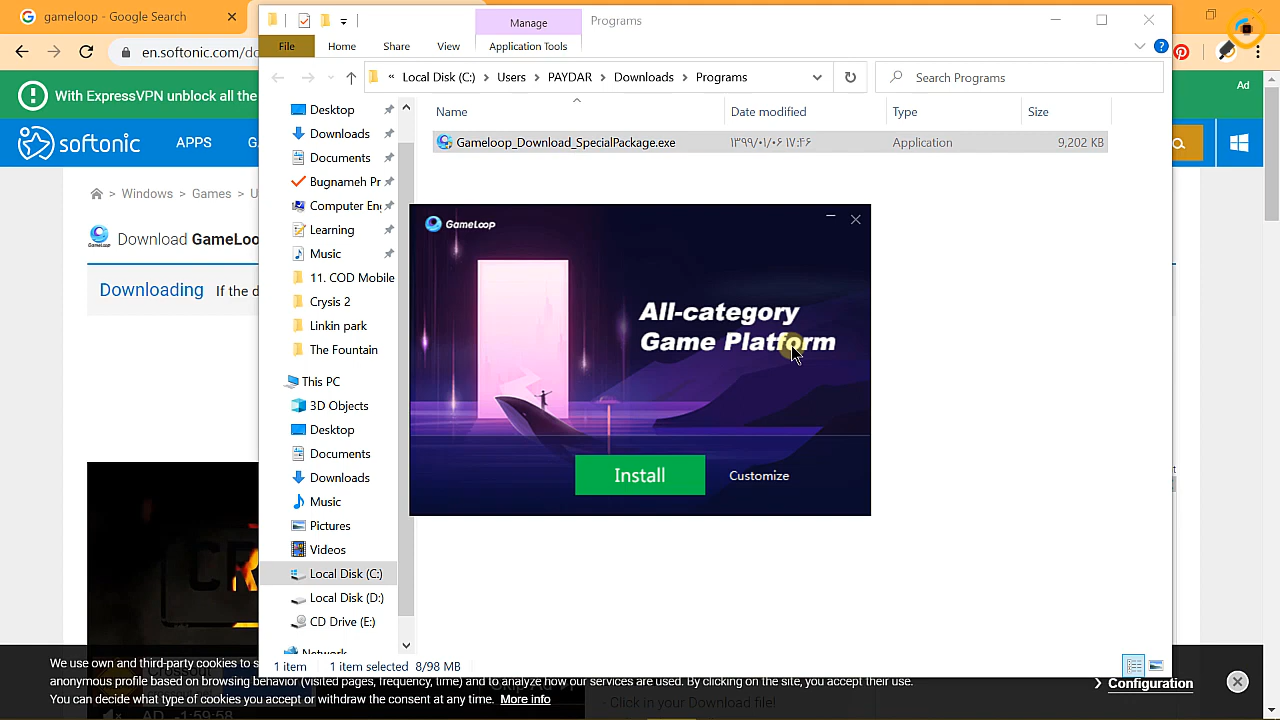 gameloop - Google Search
Manage
Programs
File
Home
Share
View
Application Tools
en.softonic.com/do
« Local Disk (C:) > Users > PAYDAR > Downloads > Programs
Search Programs
With ExpressVPN unblock all the
Ad
softonic
APPS
> Windows > Games >
Download GameLoo
Downloading
If the d
Desktop
Downloads
Documents
Bugnameh Pr
Computer Eng
Learning
Music
11. COD Mobile
Crysis 2
Linkin park
The Fountain
This PC
3D Objects
Desktop
Documents
Downloads
Music
Pictures
Videos
Local Disk (C:)
Local Disk (D:)
CD Drive (E:)
Network
Name
Date modified
Type
Size
Gameloop_Download_SpecialPackage.exe
۱۳۹۹/۰۱/۰۶ ۱۷:۴۶
Application
9,202 KB
GameLoop
All-category
Game Platform
Install
Customize
1 item
1 item selected 8/98 MB
We use own and third-party cookies to s
anonymous profile based on browsing behavior (visited pages, frequency, time) and to analyze how our services are used. By clicking on the site, you accept their use.
You can decide what type of cookies you accept or withdraw the consent at any time. More info
> Configuration
- Click in your Download file!
AD -1:59:58